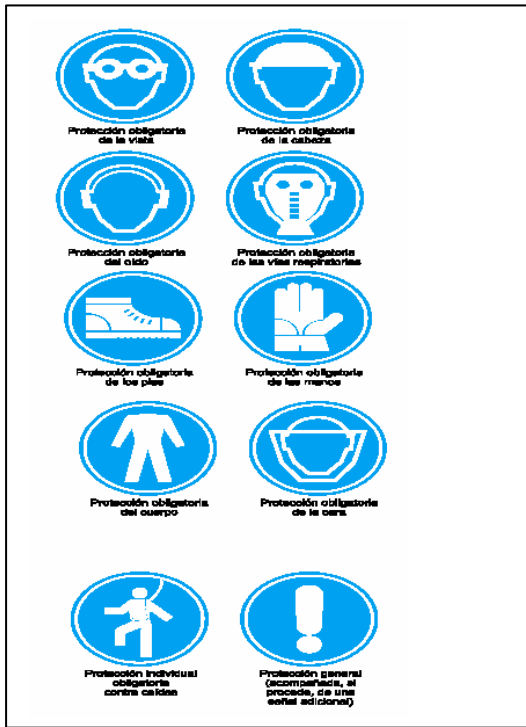 Protección obligatoria
de la vista
Protección obligatoria
de la cabeza
Protección obligatoria
del oído
Protección obligatoria
de las vías respiratorias
Protección obligatoria
de los pies
Protección obligatoria
de las manos
Protección obligatoria
del cuerpo
Protección obligatoria
de la cara
Protección individual
obligatoria
contra caídas
Protección general
(acompañada, si
procede, de una
señal adicional)